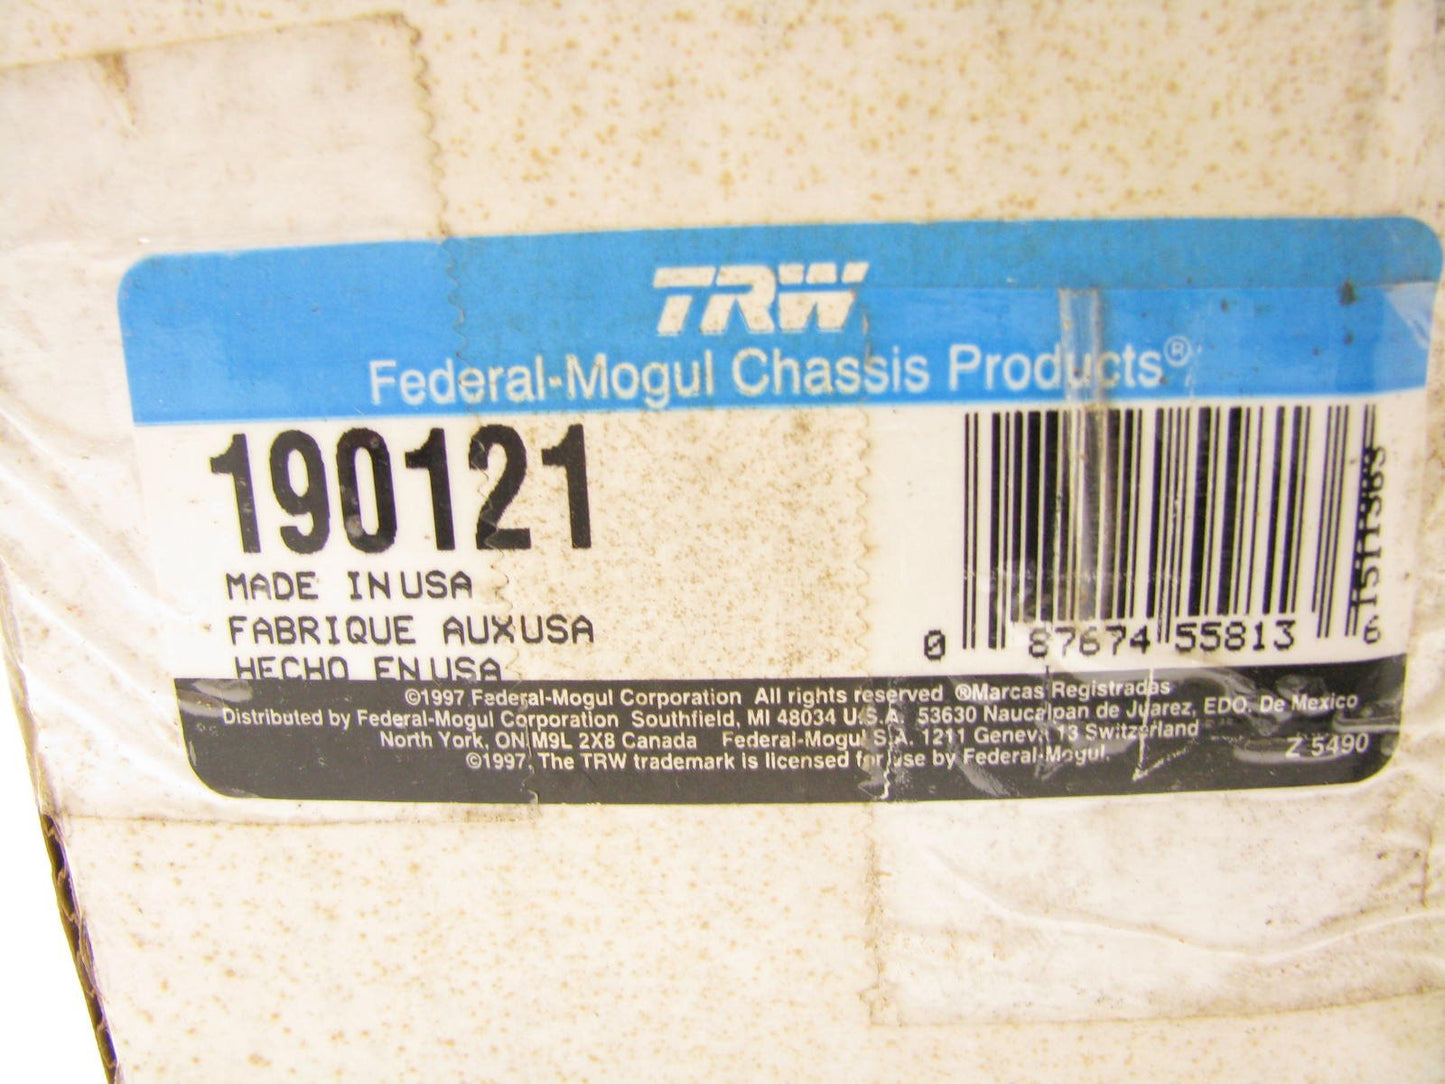 TRW
Federal-Mogul Chassis Products®
190121
MADE IN USA
FABRIQUE AUX USA
HECHO EN USA
0 87674 55813 6
©1997 Federal-Mogul Corporation All rights reserved ®Marcas Registradas
Distributed by Federal-Mogul Corporation Southfield, MI 48034 U.S.A. 53630 Naucalpan de Juarez, EDO. De Mexico
North York, ON M9L 2X8 Canada Federal-Mogul S.A. 1211 Geneva 13 Switzerland
©1997. The TRW trademark is licensed for use by Federal-Mogul.
Z 5490